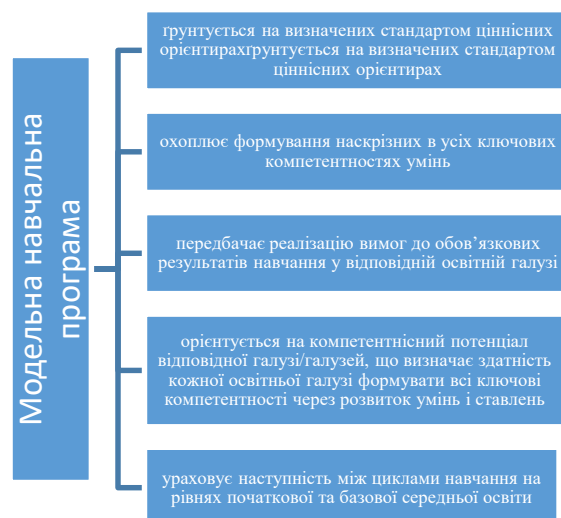 Модельна навчальна
програма
ґрунтується на визначених стандартом ціннісних
орієнтирахґрунтується на визначених стандартом
ціннісних орієнтирах
охоплює формування наскрізних в усіх ключових
компетентностях умінь
передбачає реалізацію вимог до обов’язкових
результатів навчання у відповідній освітній галузі
орієнтується на компетентнісний потенціал
відповідної галузі/галузей, що визначає здатність
кожної освітньої галузі формувати всі ключові
компетентності через розвиток умінь і ставлень
ураховує наступність між циклами навчання на
рівнях початкової та базової середньої освіти